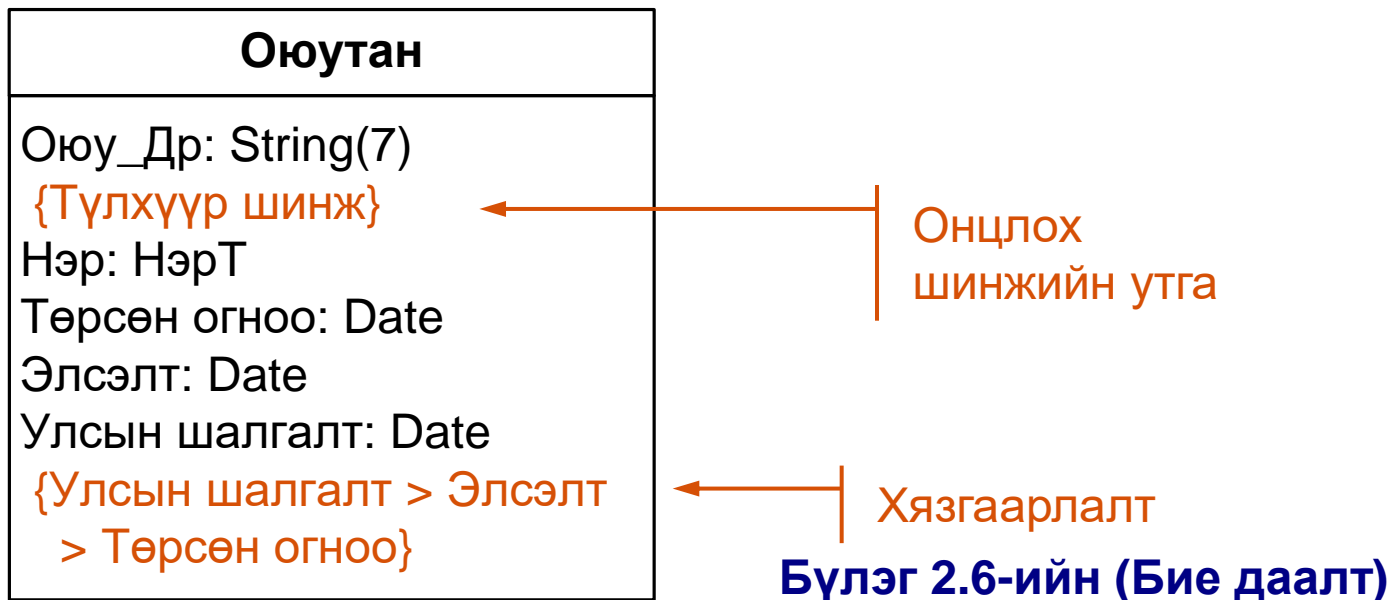 Оюутан
Оюу_Др: String(7)
{Түлхүүр шинж}
Нэр: НэрТ
Төрсөн огноо: Date
Элсэлт: Date
Улсын шалгалт: Date
{Улсын шалгалт > Элсэлт
> Төрсөн огноо}
Онцлох
шинжийн утга
Хязгаарлалт
Бүлэг 2.6-ийн (Бие даалт)